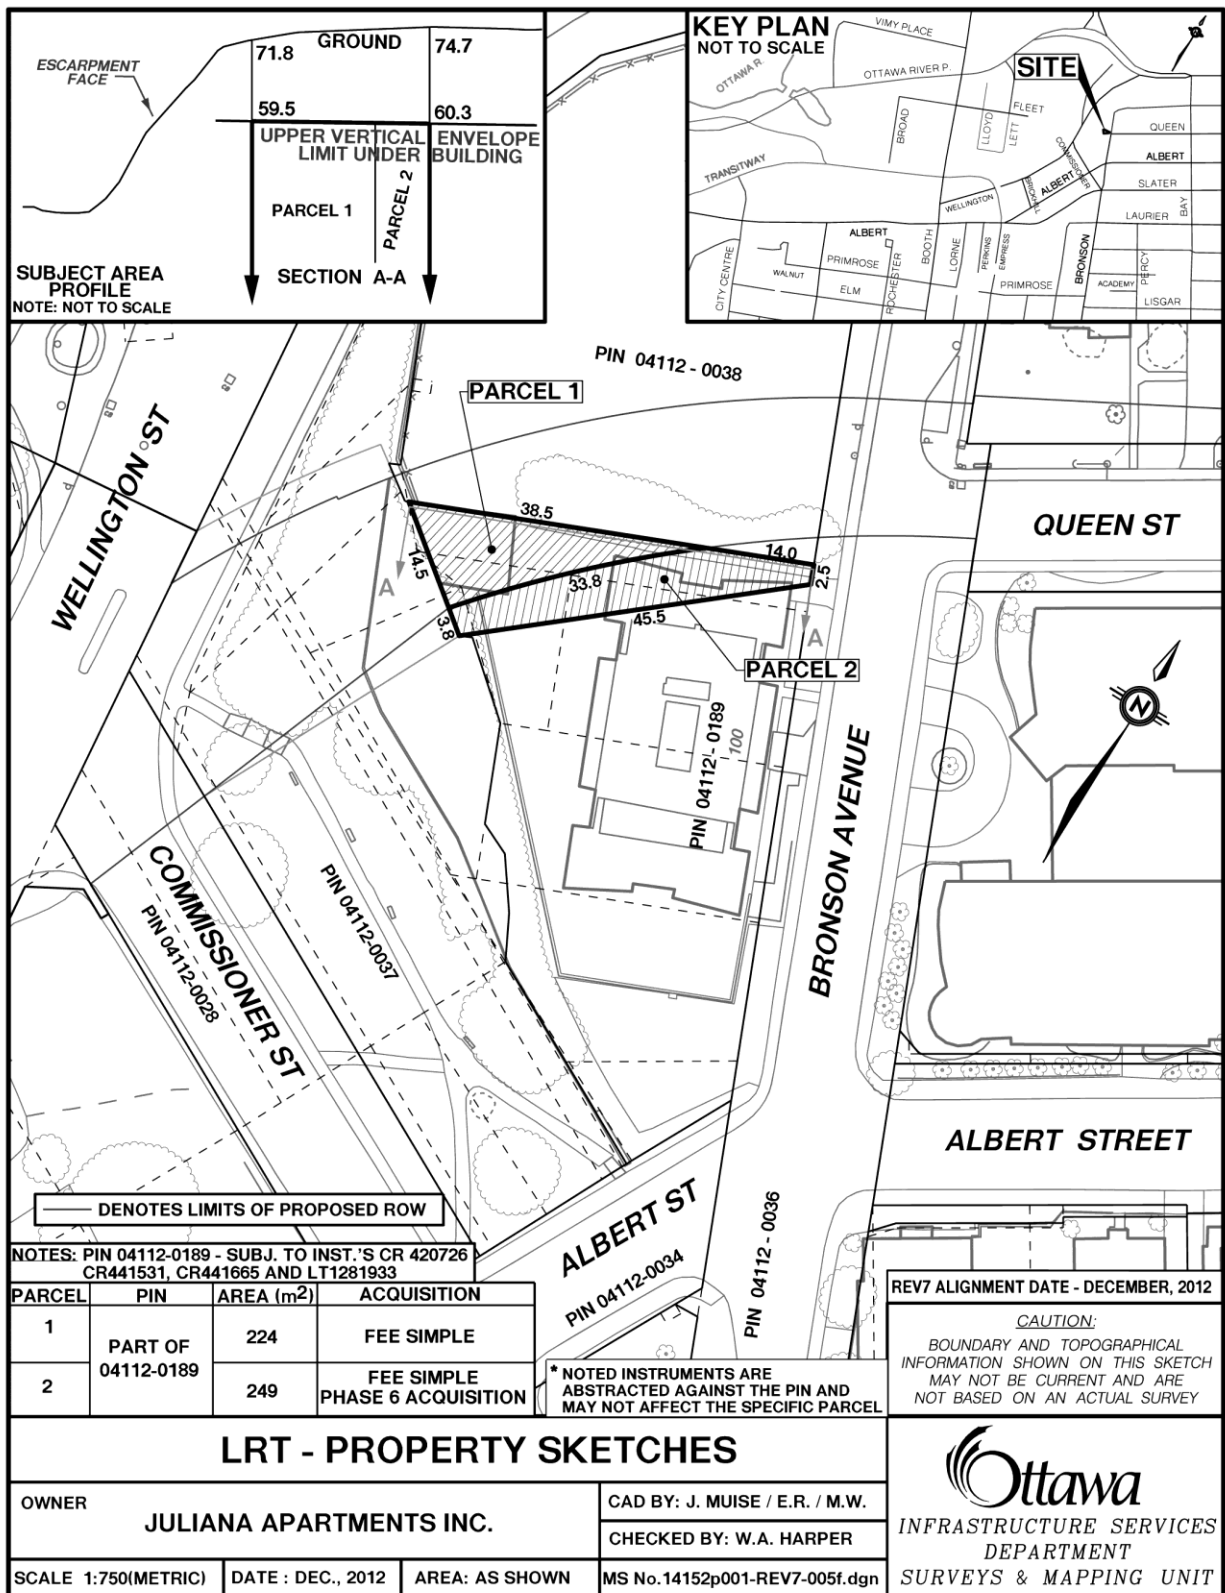 ESCARPMENT
FACE
GROUND
71.8
74.7
59.5
60.3
UPPER VERTICAL ENVELOPE
LIMIT UNDER BUILDING
PARCEL 1
PARCEL 2
SECTION A-A
SUBJECT AREA
PROFILE
NOTE: NOT TO SCALE
KEY PLAN
NOT TO SCALE
SITE
VIMY PLACE
OTTAWA R.
OTTAWA RIVER P.
BROAD
LLOYD
LETT
FLEET
QUEEN
COMMISSIONER
ALBERT
SLATER
BAY
LAURIER
TRANSITWAY
WELLINGTON
BRICKHILL
ALBERT
ALBERT
BOOTH
LORNE
PERKINS
EMPRESS
BRONSON
PERCY
CITY CENTRE
WALNUT
PRIMROSE
ELM
ROCHESTER
PRIMROSE
ACADEMY
LISGAR
PIN 04112 - 0038
PARCEL 1
WELLINGTON ST
QUEEN ST
38.5
14.0
2.5
14.5
33.8
45.5
3.8
A
A
PARCEL 2
N
PIN 04112 - 0189
100
BRONSON AVENUE
COMMISSIONER ST
PIN 04112-0028
PIN 04112-0037
ALBERT STREET
ALBERT ST
PIN 04112-0034
PIN 04112 - 0036
DENOTES LIMITS OF PROPOSED ROW
NOTES: PIN 04112-0189 - SUBJ. TO INST.'S CR 420726
CR441531, CR441665 AND LT1281933
PARCEL PIN AREA (m2) ACQUISITION
1 PART OF 04112-0189 224 FEE SIMPLE
2 249 FEE SIMPLE
PHASE 6 ACQUISITION
* NOTED INSTRUMENTS ARE
ABSTRACTED AGAINST THE PIN AND
MAY NOT AFFECT THE SPECIFIC PARCEL
REV7 ALIGNMENT DATE - DECEMBER, 2012
CAUTION:
BOUNDARY AND TOPOGRAPHICAL
INFORMATION SHOWN ON THIS SKETCH
MAY NOT BE CURRENT AND ARE
NOT BASED ON AN ACTUAL SURVEY
LRT - PROPERTY SKETCHES
OWNER
JULIANA APARTMENTS INC.
CAD BY: J. MUISE / E.R. / M.W.
CHECKED BY: W.A. HARPER
SCALE 1:750(METRIC)
DATE : DEC., 2012
AREA: AS SHOWN
MS No.14152p001-REV7-005f.dgn
Ottawa
INFRASTRUCTURE SERVICES
DEPARTMENT
SURVEYS & MAPPING UNIT